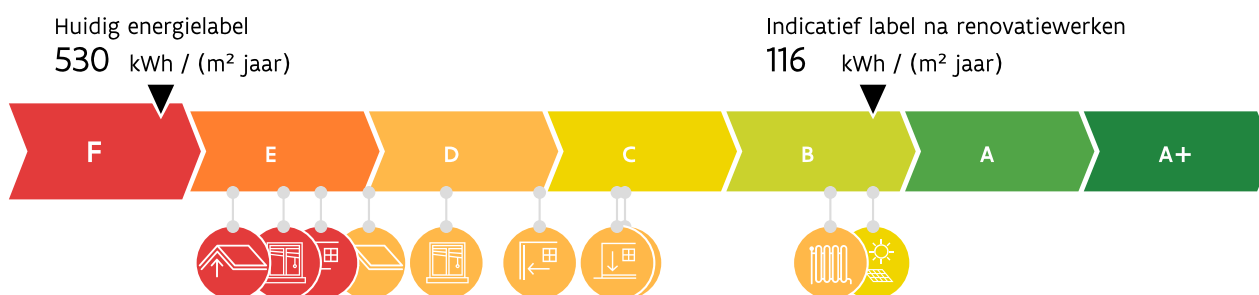 Huidig energielabel
530 kWh / (m² jaar)
Indicatief label na renovatiewerken
116 kWh / (m² jaar)
F E D C B A A+